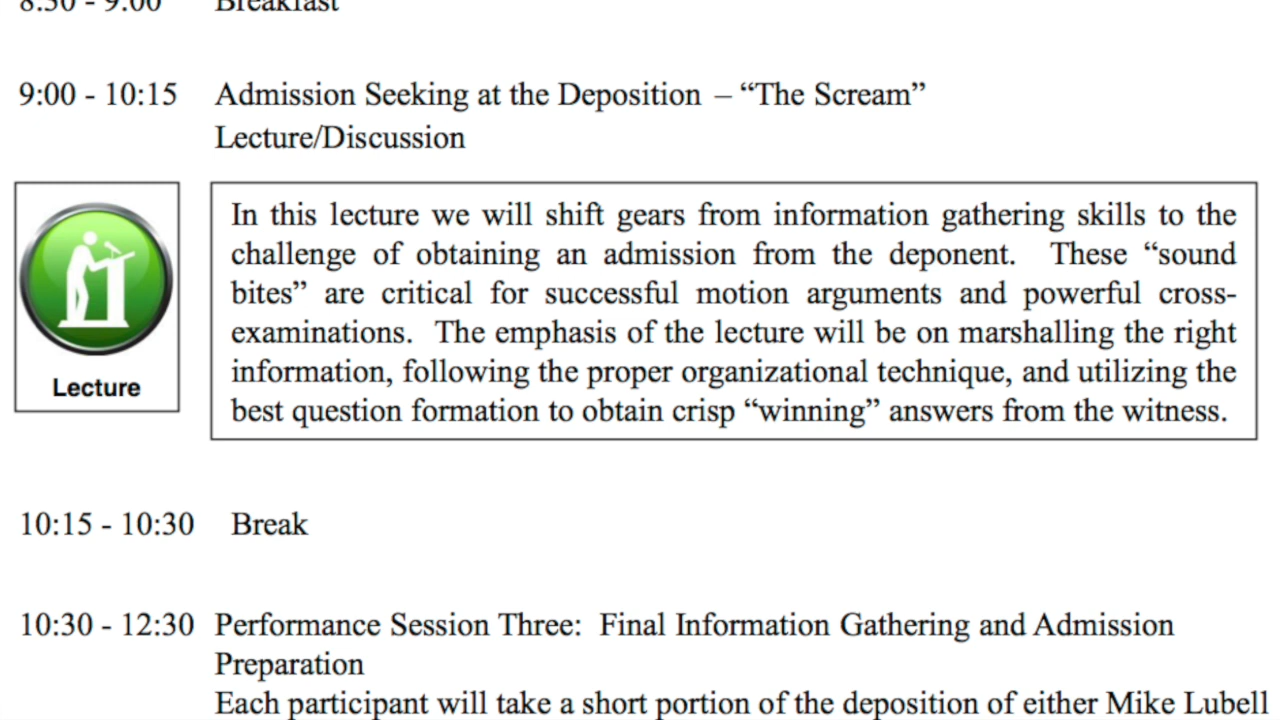 8:30 - 9:00 Breakfast
9:00 - 10:15 Admission Seeking at the Deposition – “The Scream”
Lecture/Discussion
In this lecture we will shift gears from information gathering skills to the
challenge of obtaining an admission from the deponent. These “sound
bites” are critical for successful motion arguments and powerful cross-
examinations. The emphasis of the lecture will be on marshalling the right
information, following the proper organizational technique, and utilizing the
best question formation to obtain crisp “winning” answers from the witness.
Lecture
10:15 - 10:30 Break
10:30 - 12:30 Performance Session Three: Final Information Gathering and Admission
Preparation
Each participant will take a short portion of the deposition of either Mike Lubell